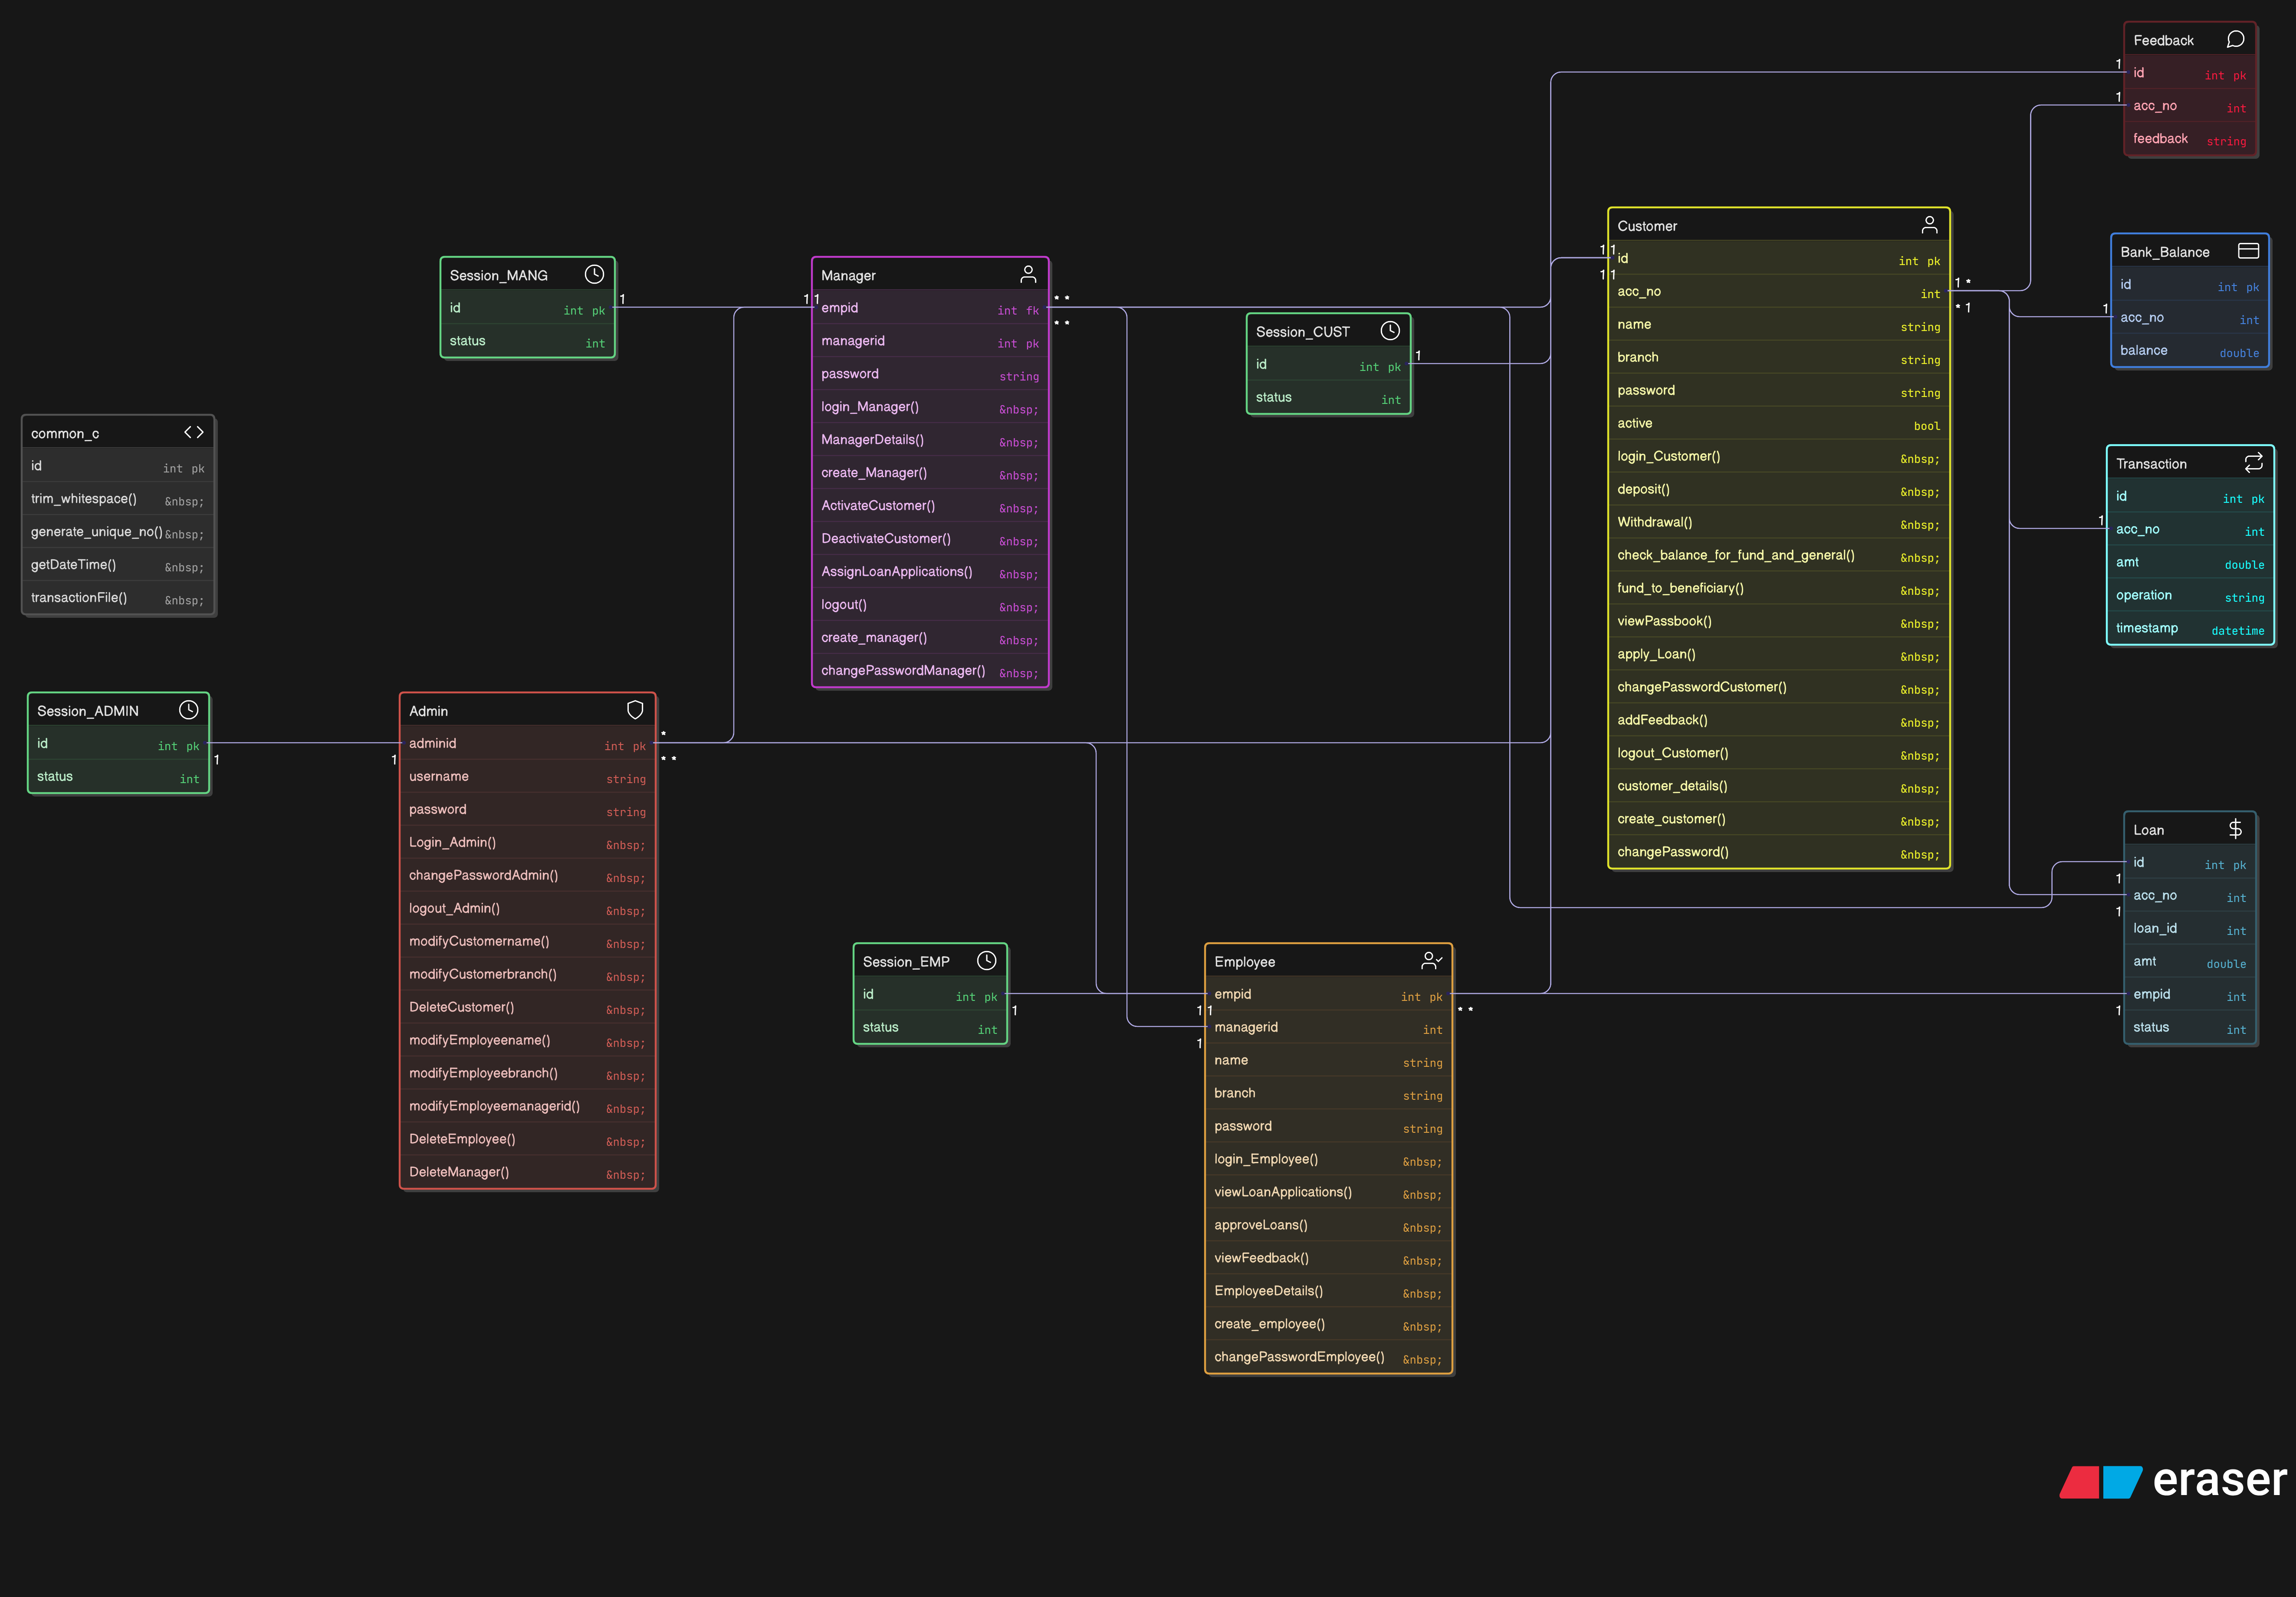 Feedback
id int pk
acc_no int
feedback string
1
1
Customer
id int pk
acc_no int
name string
branch string
password string
active bool
login_Customer() &nbsp;
deposit() &nbsp;
Withdrawal() &nbsp;
check_balance_for_fund_and_general() &nbsp;
fund_to_beneficiary() &nbsp;
viewPassbook() &nbsp;
apply_Loan() &nbsp;
changePasswordCustomer() &nbsp;
addFeedback() &nbsp;
logout_Customer() &nbsp;
customer_details() &nbsp;
create_customer() &nbsp;
changePassword() &nbsp;
1 1
1 1
1 *
* 1
Bank_Balance
id int pk
acc_no int
balance double
1
Session_MANG
id int pk
status int
1
Manager
empid int fk
managerid int pk
password string
login_Manager() &nbsp;
ManagerDetails() &nbsp;
create_Manager() &nbsp;
ActivateCustomer() &nbsp;
DeactivateCustomer() &nbsp;
AssignLoanApplications() &nbsp;
logout() &nbsp;
create_manager() &nbsp;
changePasswordManager() &nbsp;
1 1
* *
* *
Session_CUST
id int pk
status int
1
common_c
id int pk
trim_whitespace() &nbsp;
generate_unique_no() &nbsp;
getDateTime() &nbsp;
transactionFile() &nbsp;
Transaction
id int pk
acc_no int
amt double
operation string
timestamp datetime
1
Session_ADMIN
id int pk
status int
1
Admin
adminid int pk
username string
password string
Login_Admin() &nbsp;
changePasswordAdmin() &nbsp;
logout_Admin() &nbsp;
modifyCustomername() &nbsp;
modifyCustomerbranch() &nbsp;
DeleteCustomer() &nbsp;
modifyEmployeename() &nbsp;
modifyEmployeebranch() &nbsp;
modifyEmployeemanagerid() &nbsp;
DeleteEmployee() &nbsp;
DeleteManager() &nbsp;
1
*
* *
Loan
id int pk
acc_no int
loan_id int
amt double
empid int
status int
1
1
1
Session_EMP
id int pk
status int
1
Employee
empid int pk
managerid int
name string
branch string
password string
login_Employee() &nbsp;
viewLoanApplications() &nbsp;
approveLoans() &nbsp;
viewFeedback() &nbsp;
EmployeeDetails() &nbsp;
create_employee() &nbsp;
changePasswordEmployee() &nbsp;
1 1
1
* *
eraser